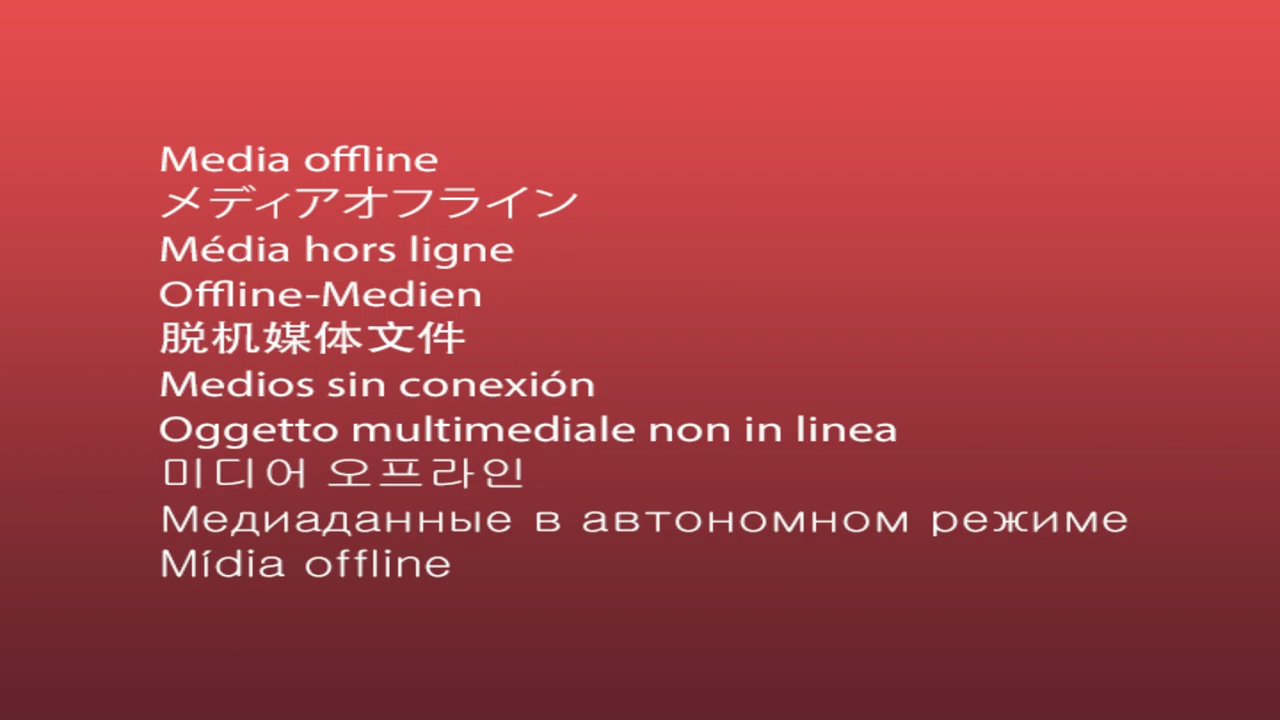 Media offline
メディアオフライン
Média hors ligne
Offline-Medien
脱机媒体文件
Medios sin conexión
Oggetto multimediale non in linea
미디어 오프라인
Медиаданные в автономном режиме
Mídia offline